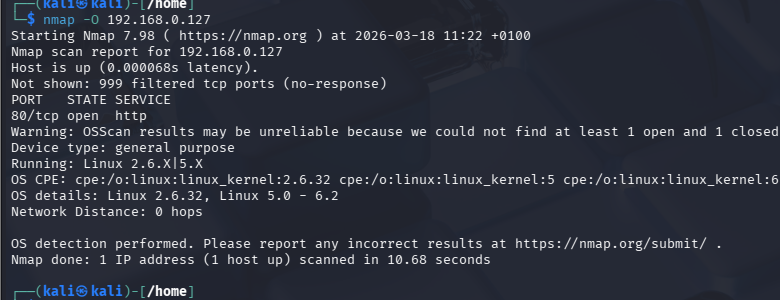 ┌──(kali㉿kali)-[/home]
└─$ nmap -O 192.168.0.127
Starting Nmap 7.98 ( https://nmap.org ) at 2026-03-18 11:22 +0100
Nmap scan report for 192.168.0.127
Host is up (0.000068s latency).
Not shown: 999 filtered tcp ports (no-response)
PORT   STATE SERVICE
80/tcp open  http
Warning: OSScan results may be unreliable because we could not find at least 1 open and 1 closed
Device type: general purpose
Running: Linux 2.6.X|5.X
OS CPE: cpe:/o:linux:linux_kernel:2.6.32 cpe:/o:linux:linux_kernel:5 cpe:/o:linux:linux_kernel:6
OS details: Linux 2.6.32, Linux 5.0 - 6.2
Network Distance: 0 hops
OS detection performed. Please report any incorrect results at https://nmap.org/submit/ .
Nmap done: 1 IP address (1 host up) scanned in 10.68 seconds
┌──(kali㉿kali)-[/home]